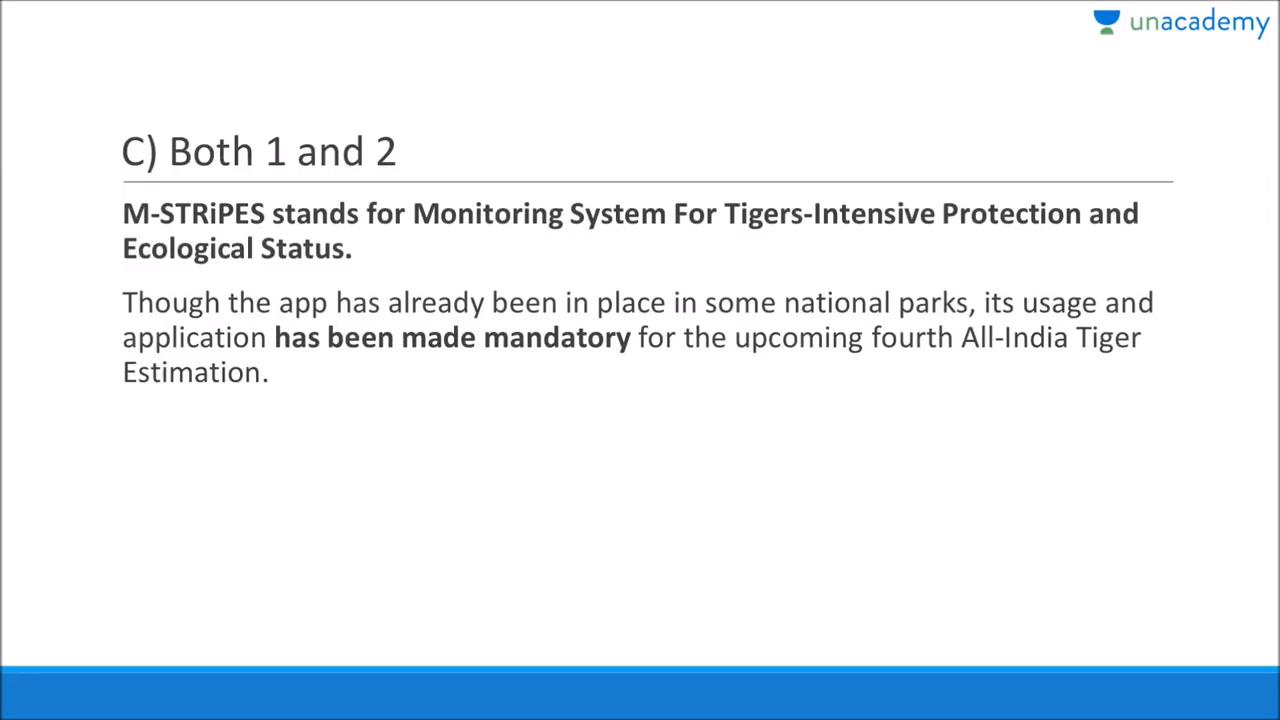 unacademy
C) Both 1 and 2
M-STRiPES stands for Monitoring System For Tigers-Intensive Protection and
Ecological Status.
Though the app has already been in place in some national parks, its usage and
application has been made mandatory for the upcoming fourth All-India Tiger
Estimation.